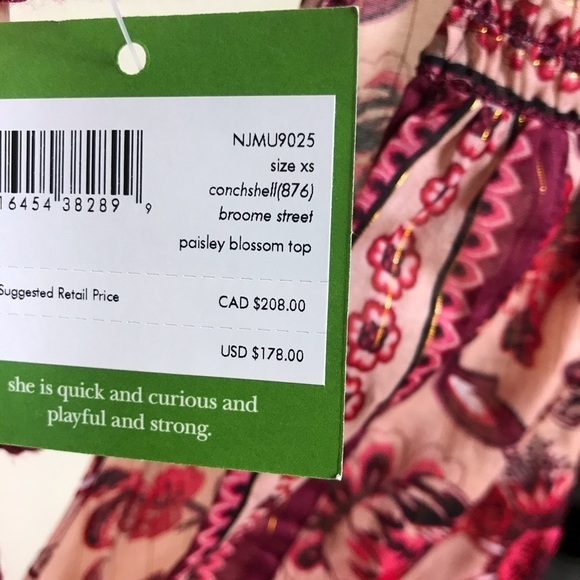 NJMU9025
size xs
conchshell(876)
broome street
paisley blossom top
16454 38289 9
Suggested Retail Price CAD $208.00
USD $178.00
she is quick and curious and
playful and strong.